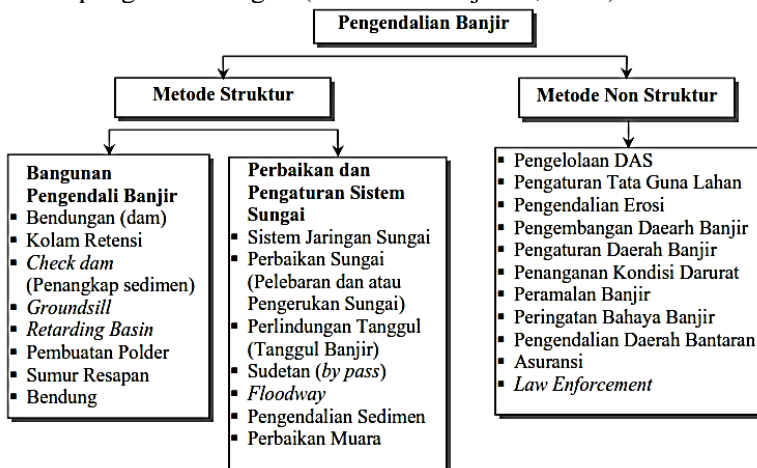 Pengendalian Banjir
Metode Struktur
Metode Non Struktur
Bangunan
Pengendali Banjir
▪ Bendungan (dam)
▪ Kolam Retensi
▪ Check dam
(Penangkap sedimen)
▪ Groundsill
▪ Retarding Basin
▪ Pembuatan Polder
▪ Sumur Resapan
▪ Bendung
Perbaikan dan
Pengaturan Sistem
Sungai
▪ Sistem Jaringan Sungai
▪ Perbaikan Sungai
(Pelebaran dan atau
Pengerukan Sungai)
▪ Perlindungan Tanggul
(Tanggul Banjir)
▪ Sudetan (by pass)
▪ Floodway
▪ Pengendalian Sedimen
▪ Perbaikan Muara
▪ Pengelolaan DAS
▪ Pengaturan Tata Guna Lahan
▪ Pengendalian Erosi
▪ Pengembangan Daearh Banjir
▪ Pengaturan Daerah Banjir
▪ Penanganan Kondisi Darurat
▪ Peramalan Banjir
▪ Peringatan Bahaya Banjir
▪ Pengendalian Daerah Bantaran
▪ Asuransi
▪ Law Enforcement